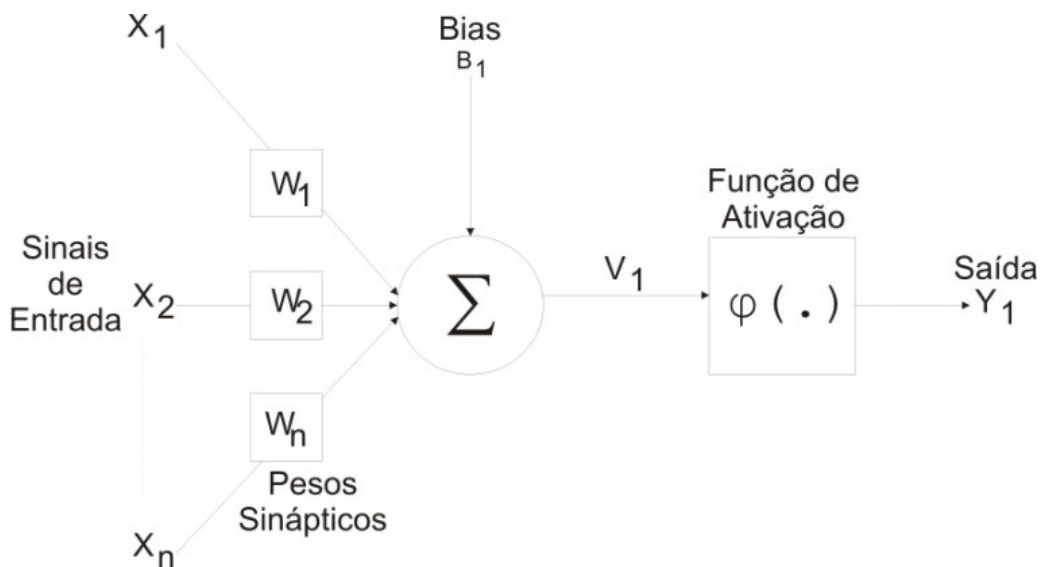 X1
Bias
B1
W1
Função de
Ativação
Sinais
de
Entrada
X2
W2
Σ
V1
φ (.)
Saída
Y1
Wn
Pesos
Sinápticos
Xn